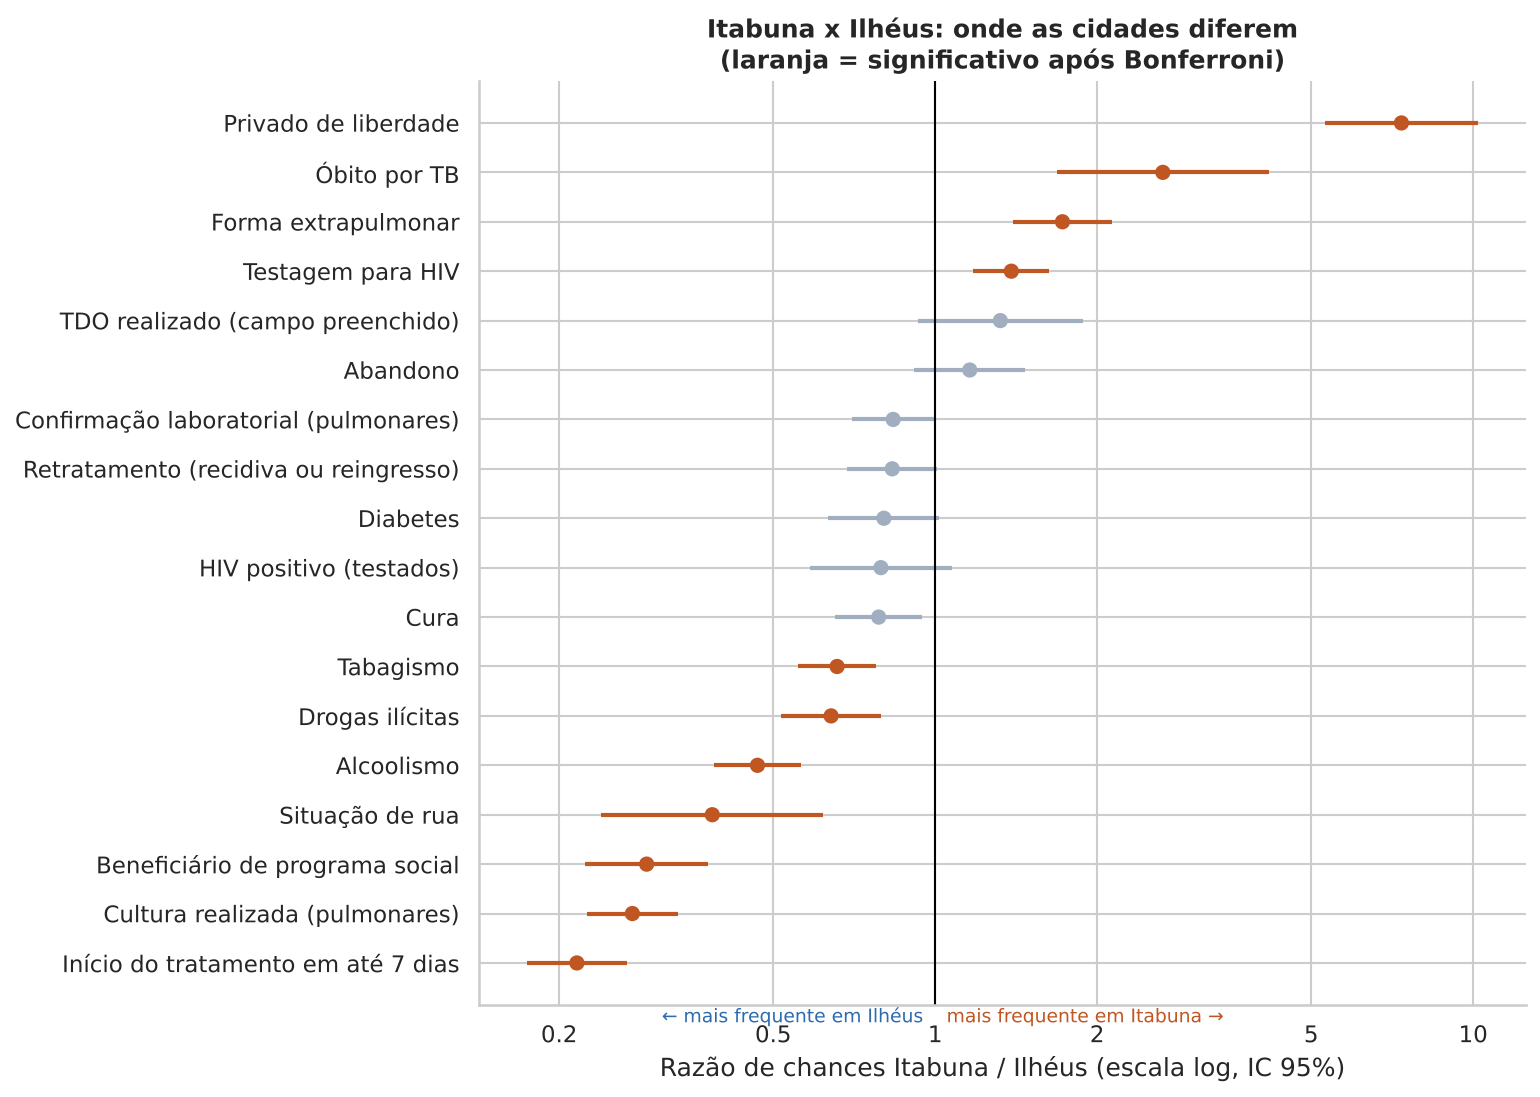 Itabuna x Ilhéus: onde as cidades diferem
(laranja = significativo após Bonferroni)
Privado de liberdade
Óbito por TB
Forma extrapulmonar
Testagem para HIV
TDO realizado (campo preenchido)
Abandono
Confirmação laboratorial (pulmonares)
Retratamento (recidiva ou reingresso)
Diabetes
HIV positivo (testados)
Cura
Tabagismo
Drogas ilícitas
Alcoolismo
Situação de rua
Beneficiário de programa social
Cultura realizada (pulmonares)
Início do tratamento em até 7 dias
← mais frequente em Ilhéus mais frequente em Itabuna →
0.2 0.5 1 2 5 10
Razão de chances Itabuna / Ilhéus (escala log, IC 95%)